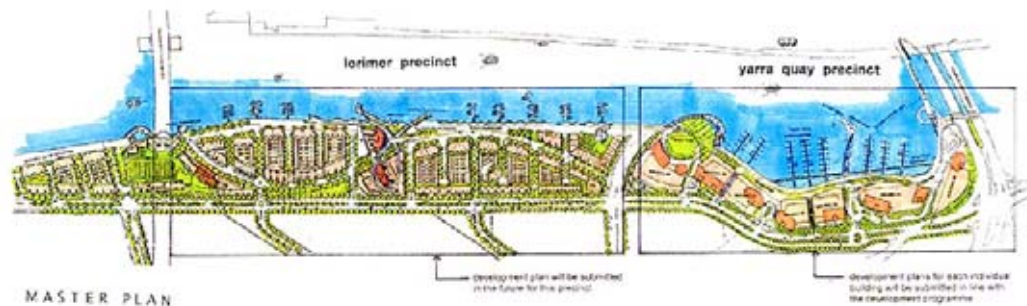 lorimer precinct
yarra quay precinct
development plan will be submitted
in the future for this precinct
development plans for each individual
building will be submitted in line with
the development programme
MASTER PLAN